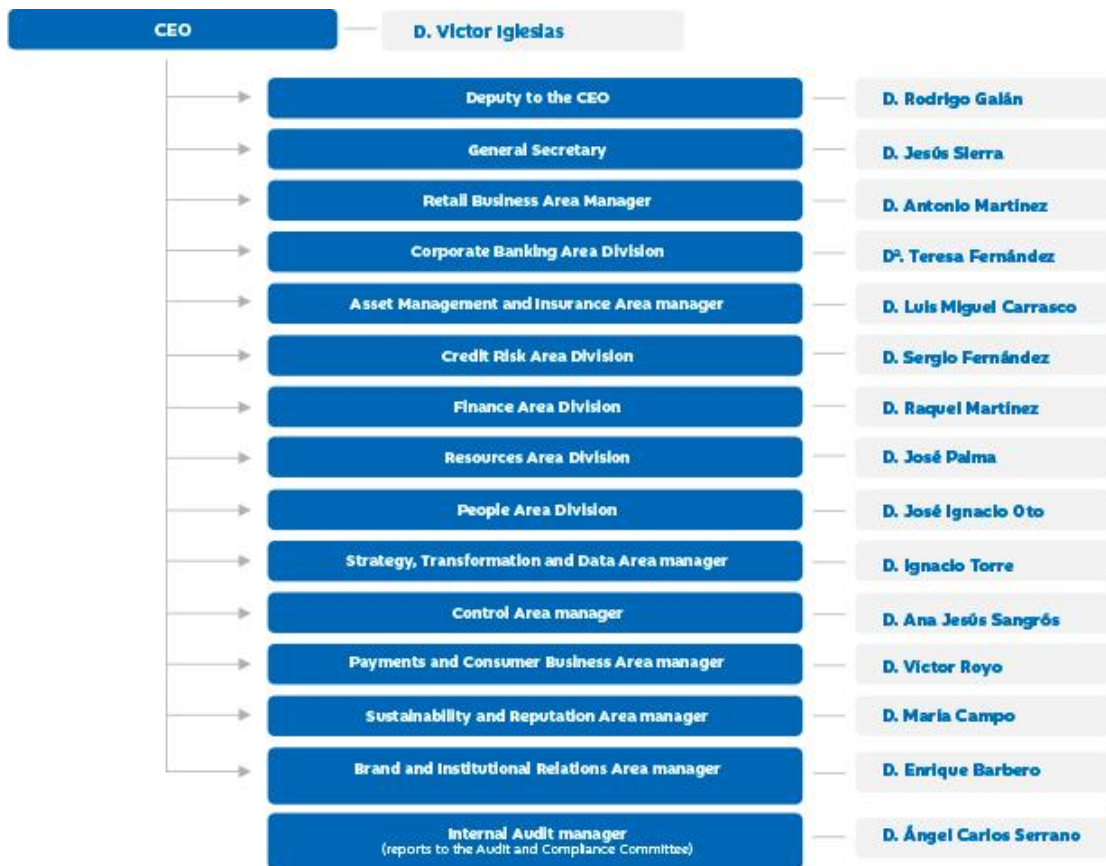 CEO D. Victor Iglesias
Deputy to the CEO D. Rodrigo Galán
General Secretary D. Jesús Sierra
Retail Business Area Manager D. Antonio Martínez
Corporate Banking Area Division Dª. Teresa Fernández
Asset Management and Insurance Area manager D. Luis Miguel Carrasco
Credit Risk Area Division D. Sergio Fernández
Finance Area Division D. Raquel Martínez
Resources Area Division D. José Palma
People Area Division D. José Ignacio Oto
Strategy, Transformation and Data Area manager D. Ignacio Torre
Control Area manager D. Ana Jesús Sangrós
Payments and Consumer Business Area manager D. Víctor Royo
Sustainability and Reputation Area manager D. María Campo
Brand and Institutional Relations Area manager D. Enrique Barbero
Internal Audit manager D. Ángel Carlos Serrano
(reports to the Audit and Compliance Committee)